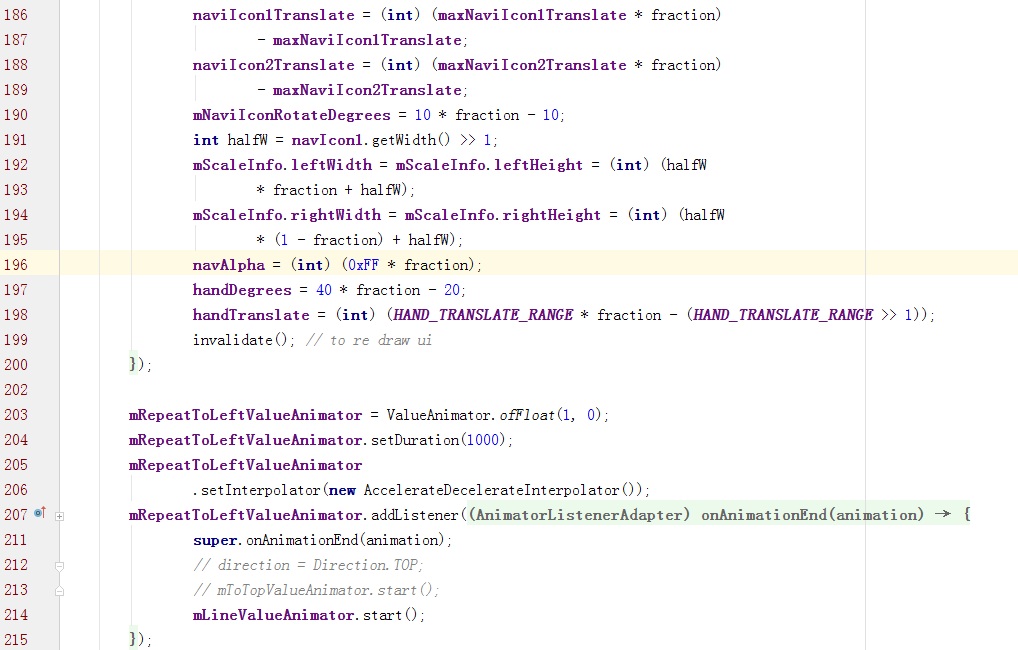 186 naviIcon1Translate = (int) (maxNaviIcon1Translate * fraction)
187 - maxNaviIcon1Translate;
188 naviIcon2Translate = (int) (maxNaviIcon2Translate * fraction)
189 - maxNaviIcon2Translate;
190 mNaviIconRotateDegrees = 10 * fraction - 10;
191 int halfW = navIcon1.getWidth() >> 1;
192 mScaleInfo.leftWidth = mScaleInfo.leftHeight = (int) (halfW
193 * fraction + halfW);
194 mScaleInfo.rightWidth = mScaleInfo.rightHeight = (int) (halfW
195 * (1 - fraction) + halfW);
196 navAlpha = (int) (0xFF * fraction);
197 handDegrees = 40 * fraction - 20;
198 handTranslate = (int) (HAND_TRANSLATE_RANGE * fraction - (HAND_TRANSLATE_RANGE >> 1));
199 invalidate(); // to re draw ui
200 });
202
203 mRepeatToLeftValueAnimator = ValueAnimator.ofFloat(1, 0);
204 mRepeatToLeftValueAnimator.setDuration(1000);
205 mRepeatToLeftValueAnimator
206 .setInterpolator(new AccelerateDecelerateInterpolator());
207 mRepeatToLeftValueAnimator.addListener((AnimatorListenerAdapter) onAnimationEnd(animation) → {
211 super.onAnimationEnd(animation);
212 // direction = Direction.TOP;
213 // mToTopValueAnimator.start();
214 mLineValueAnimator.start();
215 });